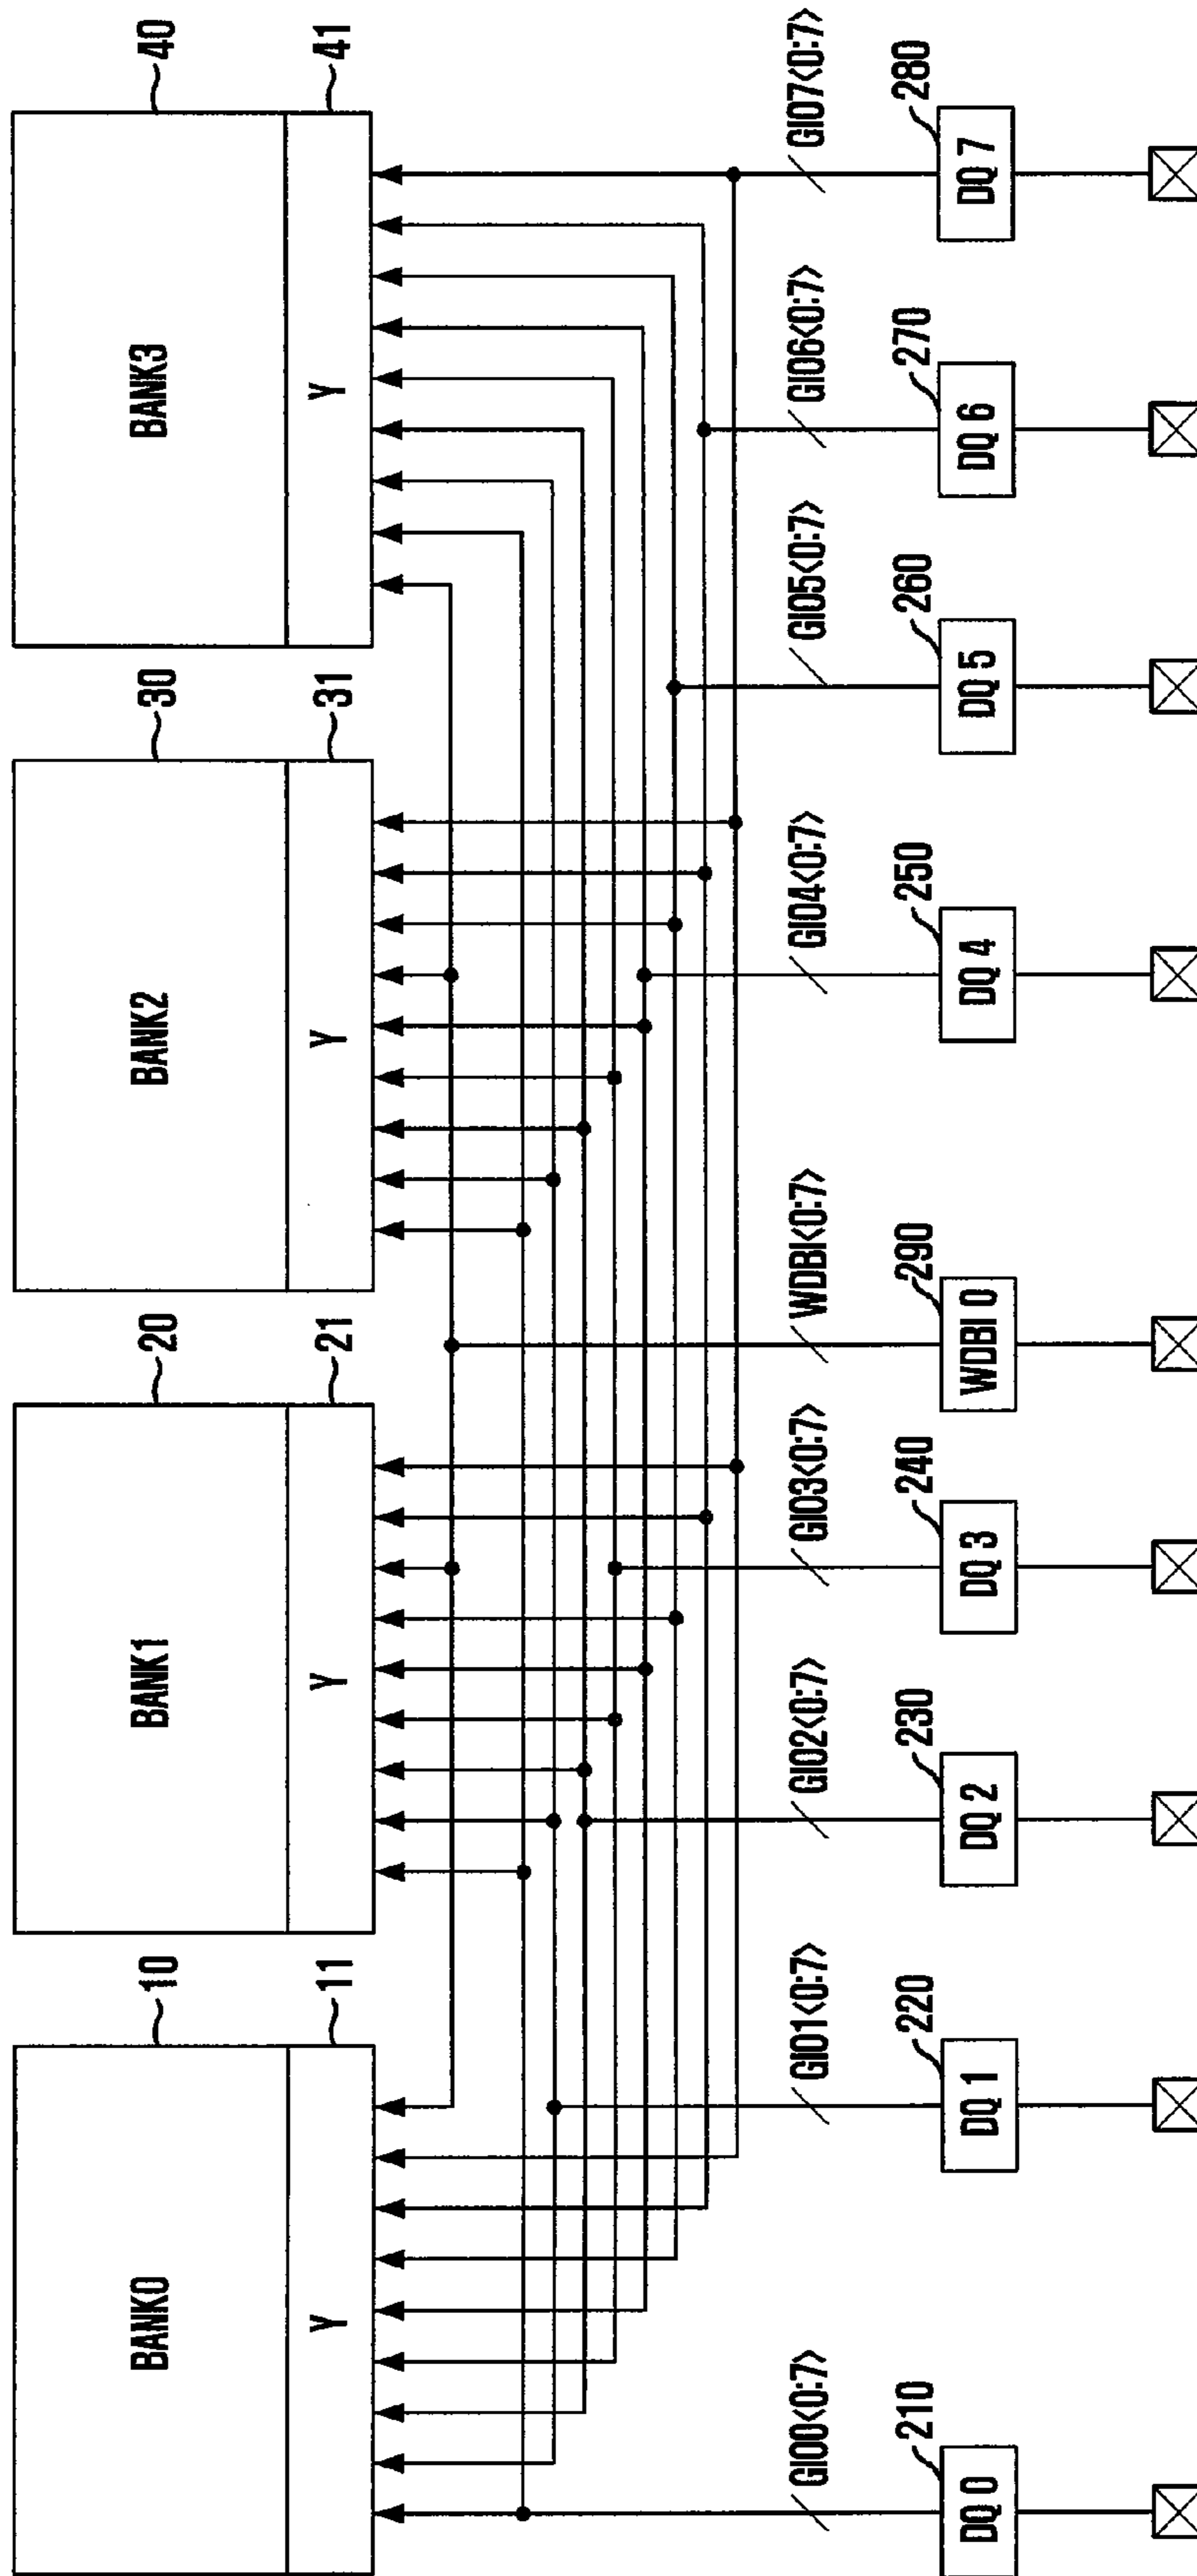 BANK0
10
Y
11
BANK1
20
Y
21
BANK2
30
Y
31
BANK3
40
Y
41
GIO0<0:7>
GIO1<0:7>
GIO2<0:7>
GIO3<0:7>
WDBI<0:7>
GIO4<0:7>
GIO5<0:7>
GIO6<0:7>
GIO7<0:7>
210
DQ 0
220
DQ 1
230
DQ 2
240
DQ 3
290
WDBI 0
250
DQ 4
260
DQ 5
270
DQ 6
280
DQ 7